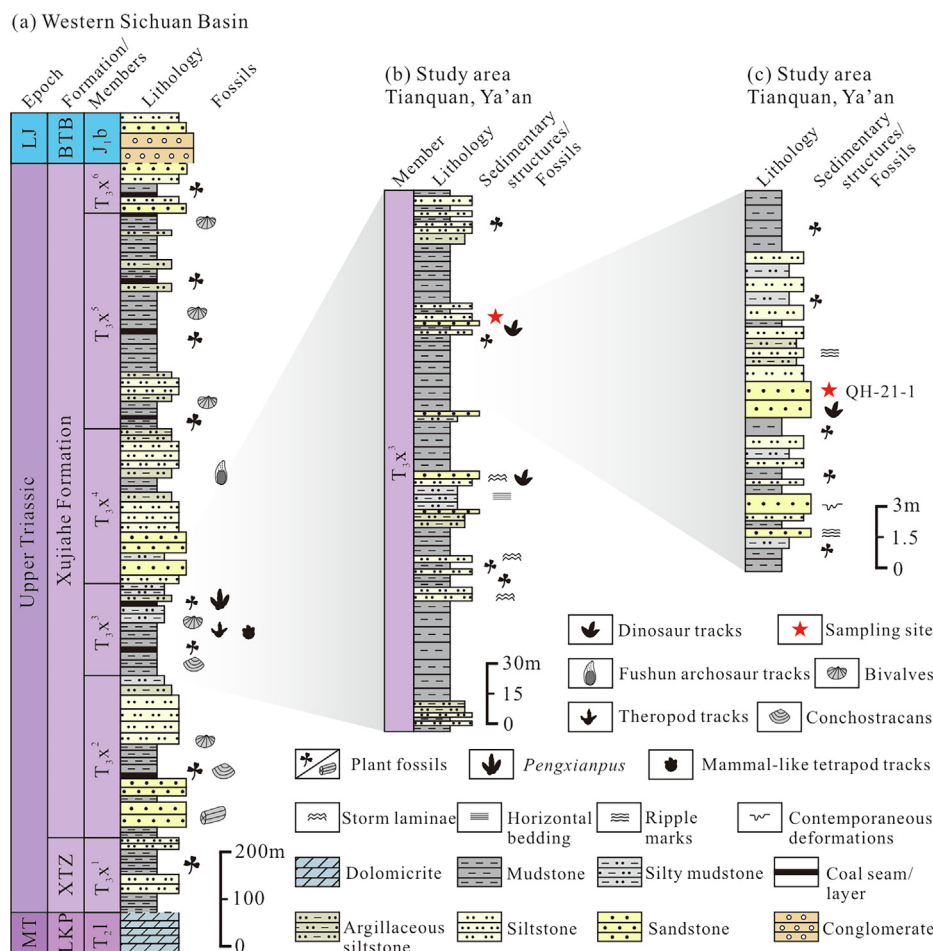 (a) Western Sichuan Basin
Epoch
Formation/
Members
Lithology
Fossils
LJ
BTB
J₁b
Upper Triassic
Xujiahe Formation
T₃x⁶
T₃x⁵
T₃x⁴
T₃x³
T₃x²
XTZ
T₃x¹
MT
LKP
T₂l
200m
100
0
(b) Study area
Tianquan, Ya'an
Member
Lithology
Sedimentary
structures/
Fossils
T₃x³
30m
15
0
(c) Study area
Tianquan, Ya'an
Lithology
Sedimentary
structures/
Fossils
QH-21-1
3m
1.5
0
Dinosaur tracks
Sampling site
Fushun archosaur tracks
Bivalves
Theropod tracks
Conchostracans
Plant fossils
Pengxianpus
Mammal-like tetrapod tracks
Storm laminae
Horizontal
bedding
Ripple
marks
Contemporaneous
deformations
Dolomicrite
Mudstone
Silty mudstone
Coal seam/
layer
Argillaceous
siltstone
Siltstone
Sandstone
Conglomerate